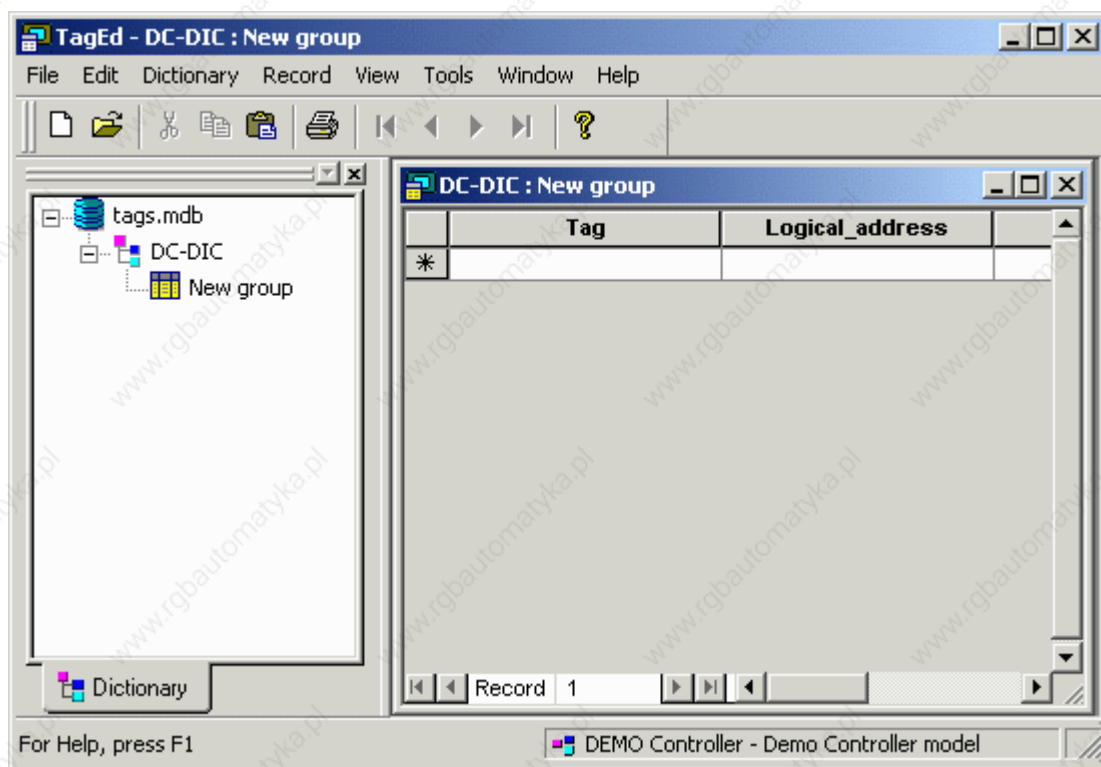 TagEd - DC-DIC : New group
File Edit Dictionary Record View Tools Window Help
tags.mdb
DC-DIC
New group
Dictionary
DC-DIC : New group
Tag Logical_address
Record 1
For Help, press F1
DEMO Controller - Demo Controller model
www.rgbautomatyka.pl